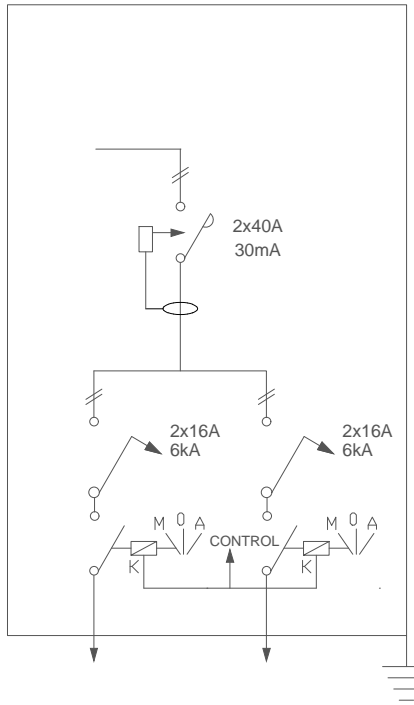 2x40A
30mA
2x16A
6kA
2x16A
6kA
M 0 A
K
CONTROL
M 0 A
K